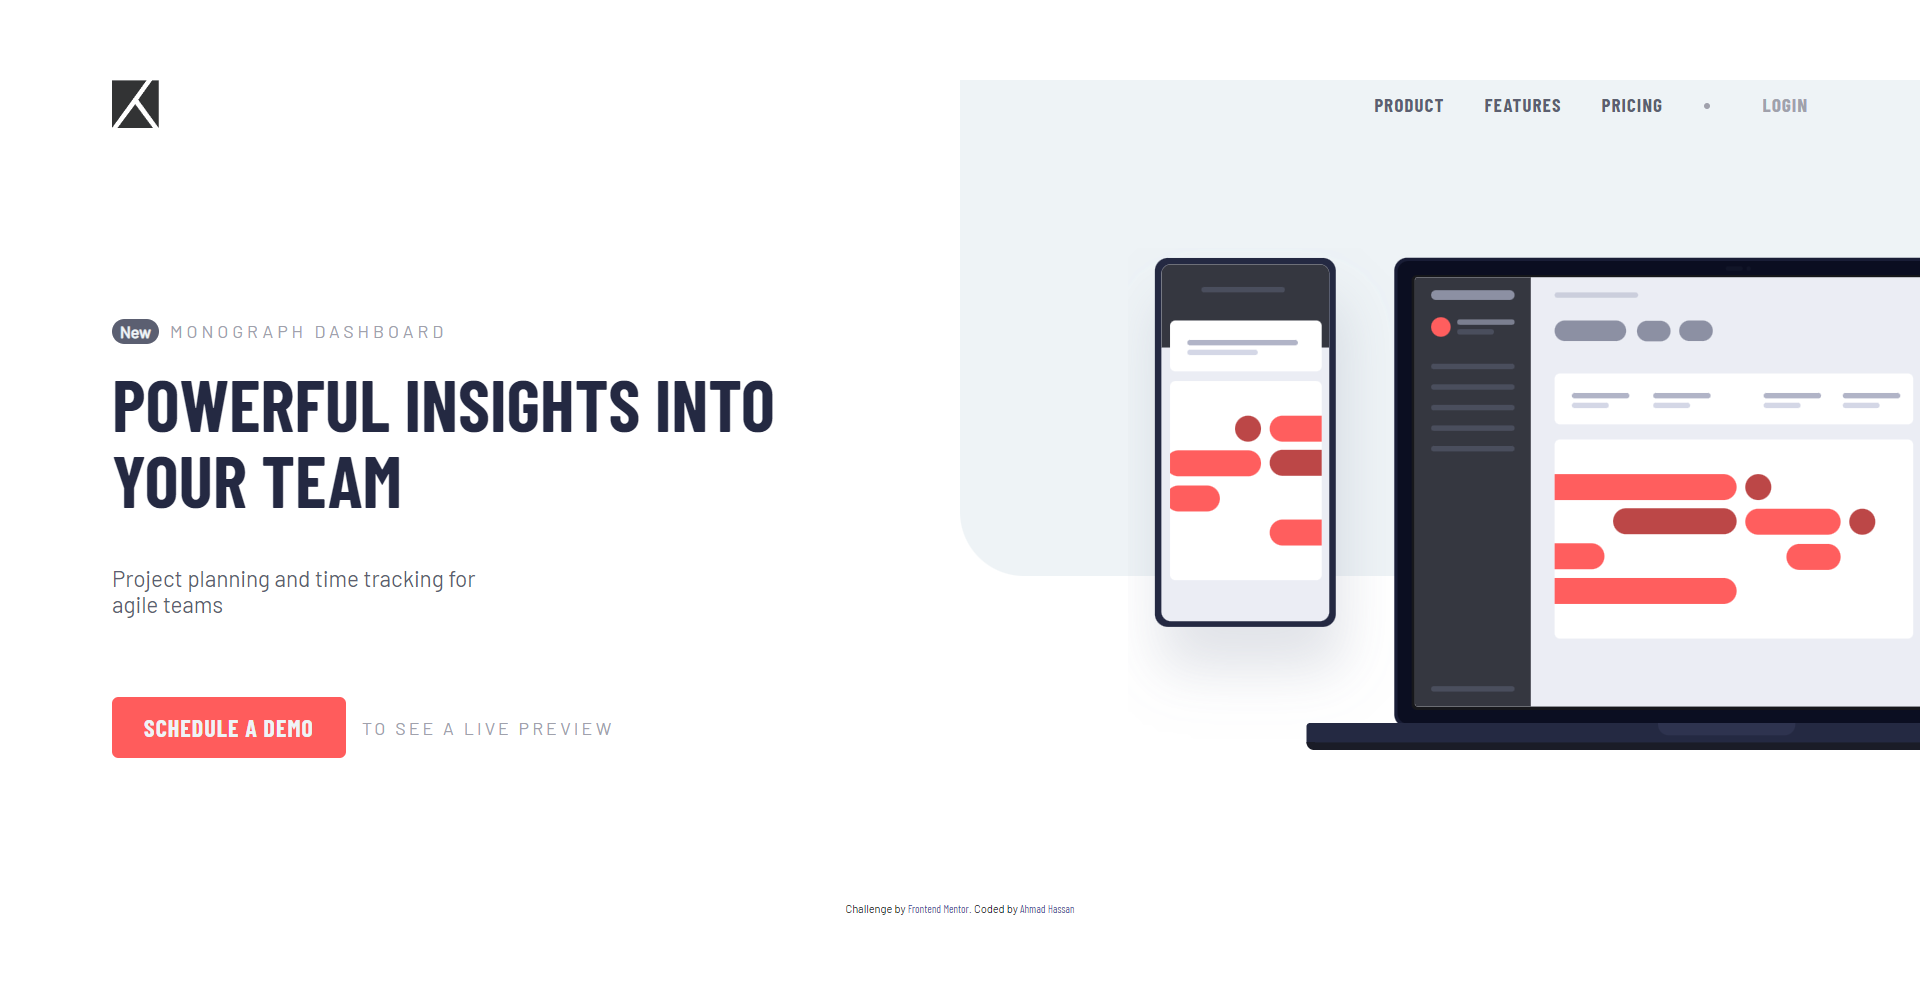 PRODUCT FEATURES PRICING • LOGIN
New MONOGRAPH DASHBOARD
POWERFUL INSIGHTS INTO
YOUR TEAM
Project planning and time tracking for
agile teams
SCHEDULE A DEMO TO SEE A LIVE PREVIEW
Challenge by Frontend Mentor. Coded by Ahmad Hassan